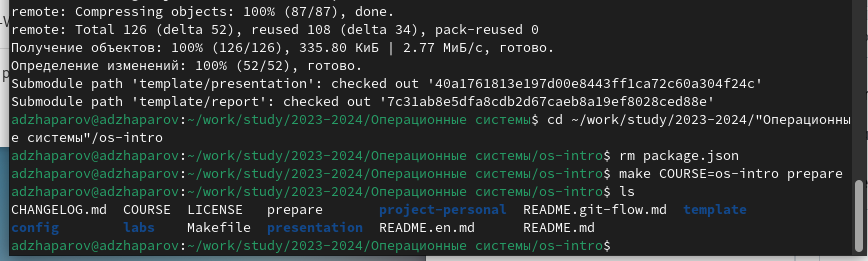 remote: Compressing objects: 100% (87/87), done.
remote: Total 126 (delta 52), reused 108 (delta 34), pack-reused 0
Получение объектов: 100% (126/126), 335.80 КиБ | 2.77 МиБ/с, готово.
Определение изменений: 100% (52/52), готово.
Submodule path 'template/presentation': checked out '40a1761813e197d00e8443ff1ca72c60a304f24c'
Submodule path 'template/report': checked out '7c31ab8e5dfa8cdb2d67caeb8a19ef8028ced88e'
adzhaparov@adzhaparov:~/work/study/2023-2024/Операционные системы$ cd ~/work/study/2023-2024/"Операционны
е системы"/os-intro
adzhaparov@adzhaparov:~/work/study/2023-2024/Операционные системы/os-intro$ rm package.json
adzhaparov@adzhaparov:~/work/study/2023-2024/Операционные системы/os-intro$ make COURSE=os-intro prepare
adzhaparov@adzhaparov:~/work/study/2023-2024/Операционные системы/os-intro$ ls
CHANGELOG.md COURSE LICENSE prepare project-personal README.git-flow.md template
config labs Makefile presentation README.en.md README.md
adzhaparov@adzhaparov:~/work/study/2023-2024/Операционные системы/os-intro$